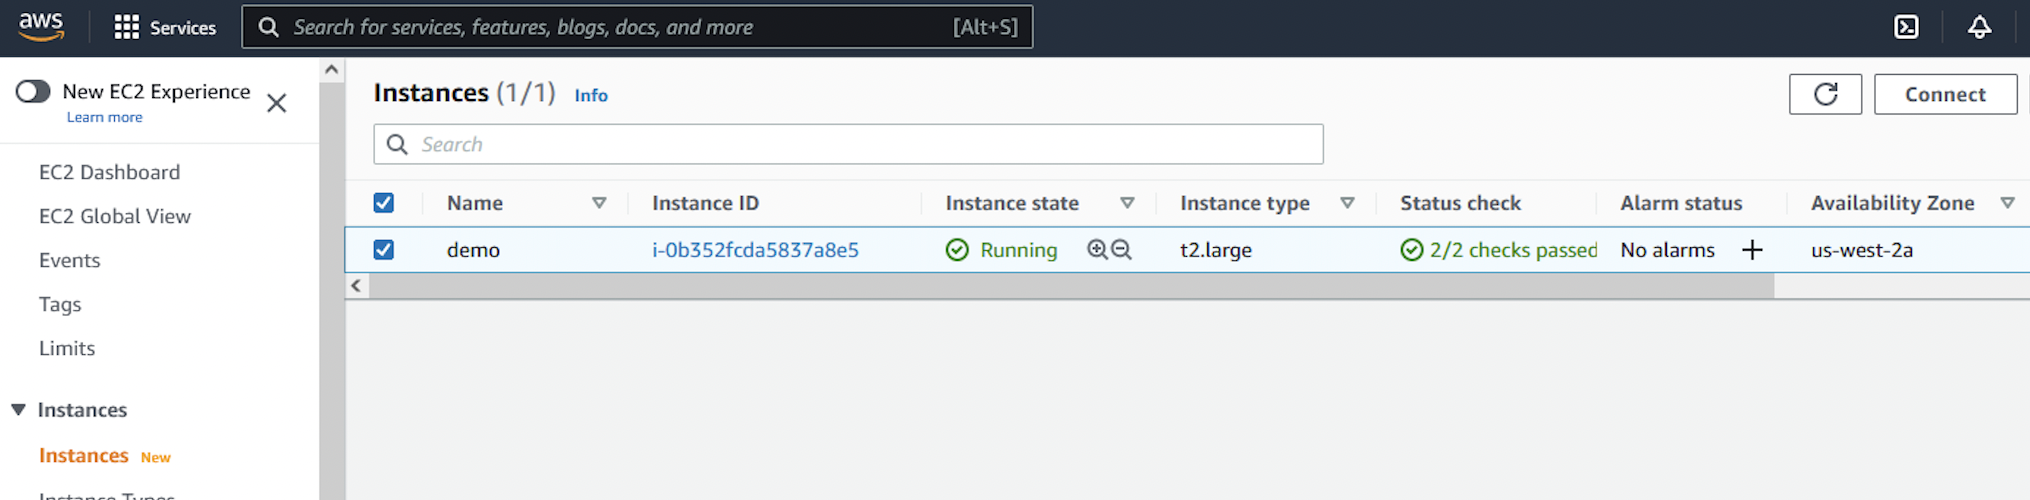 aws Services Search for services, features, blogs, docs, and more [Alt+S]
New EC2 Experience
Learn more
EC2 Dashboard
EC2 Global View
Events
Tags
Limits
Instances
Instances New
Instance Types
Instances (1/1) Info
Connect
Search
Name Instance ID Instance state Instance type Status check Alarm status Availability Zone
demo i-0b352fcda5837a8e5 Running t2.large 2/2 checks passed No alarms + us-west-2a